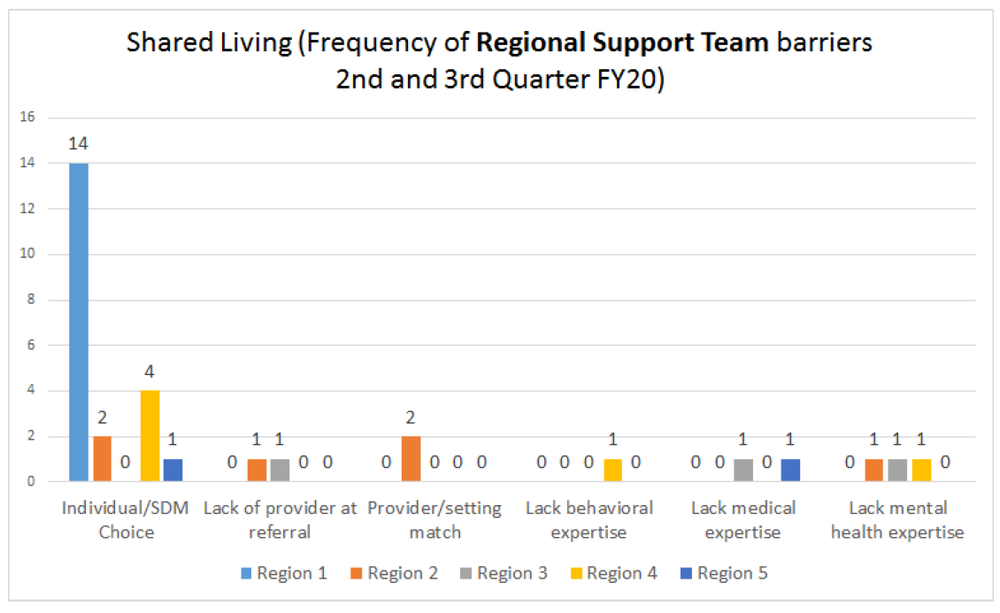 Shared Living (Frequency of Regional Support Team barriers
2nd and 3rd Quarter FY20)
16
14
12
10
8
6
4
2
0
14
2
0
4
1
0
1
1
0
0
0
2
0
0
0
0
0
0
1
0
0
0
1
0
1
0
1
1
1
0
Individual/SDM
Choice
Lack of provider at
referral
Provider/setting
match
Lack behavioral
expertise
Lack medical
expertise
Lack mental
health expertise
Region 1
Region 2
Region 3
Region 4
Region 5